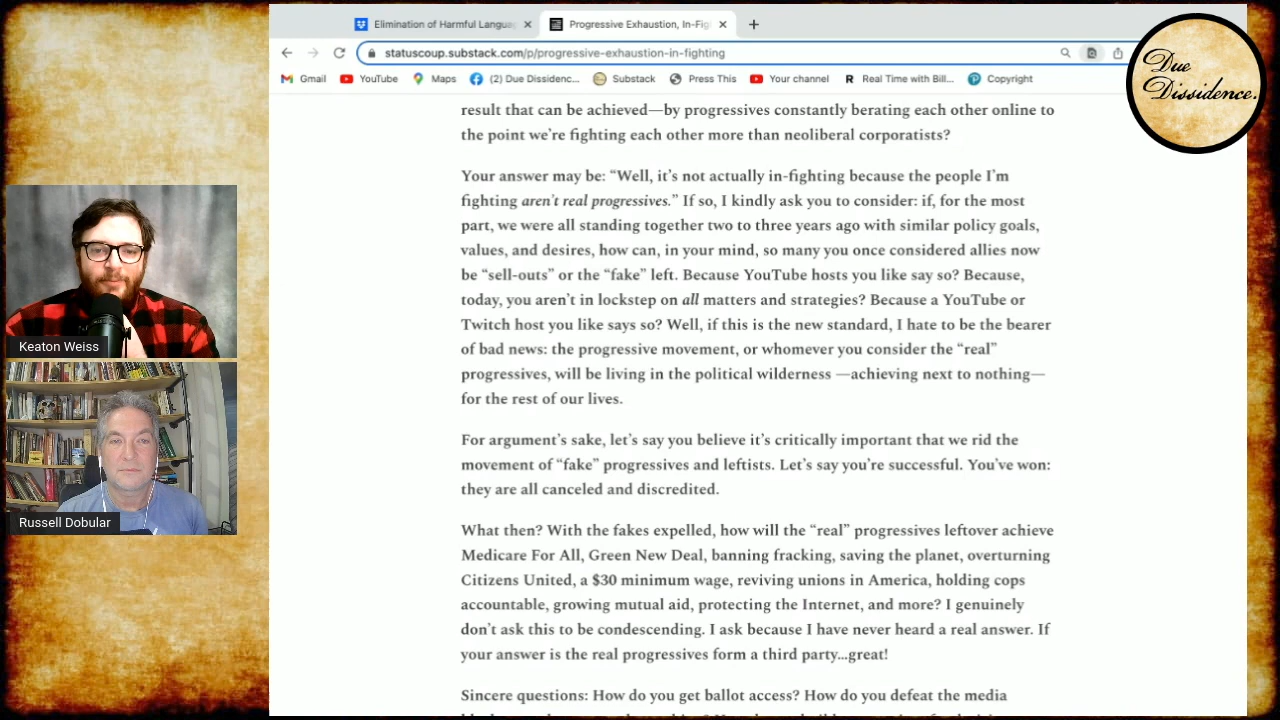 Elimination of Harmful Langua
Progressive Exhaustion, In-Fig
statuscoup.substack.com/p/progressive-exhaustion-in-fighting
Gmail
YouTube
Maps
(2) Due Dissidenc...
Substack
Press This
Your channel
R Real Time with Bill...
Copyright
Due
Dissidence.
result that can be achieved—by progressives constantly berating each other online to
the point we’re fighting each other more than neoliberal corporatists?
Your answer may be: “Well, it’s not actually in-fighting because the people I’m
fighting aren’t real progressives.” If so, I kindly ask you to consider: if, for the most
part, we were all standing together two to three years ago with similar policy goals,
values, and desires, how can, in your mind, so many you once considered allies now
be “sell-outs” or the “fake” left. Because YouTube hosts you like say so? Because,
today, you aren’t in lockstep on all matters and strategies? Because a YouTube or
Twitch host you like says so? Well, if this is the new standard, I hate to be the bearer
of bad news: the progressive movement, or whomever you consider the “real”
progressives, will be living in the political wilderness —achieving next to nothing—
for the rest of our lives.
For argument’s sake, let’s say you believe it’s critically important that we rid the
movement of “fake” progressives and leftists. Let’s say you’re successful. You’ve won:
they are all canceled and discredited.
What then? With the fakes expelled, how will the “real” progressives leftover achieve
Medicare For All, Green New Deal, banning fracking, saving the planet, overturning
Citizens United, a $30 minimum wage, reviving unions in America, holding cops
accountable, growing mutual aid, protecting the Internet, and more? I genuinely
don’t ask this to be condescending. I ask because I have never heard a real answer. If
your answer is the real progressives form a third party...great!
Sincere questions: How do you get ballot access? How do you defeat the media
Keaton Weiss
Russell Dobular